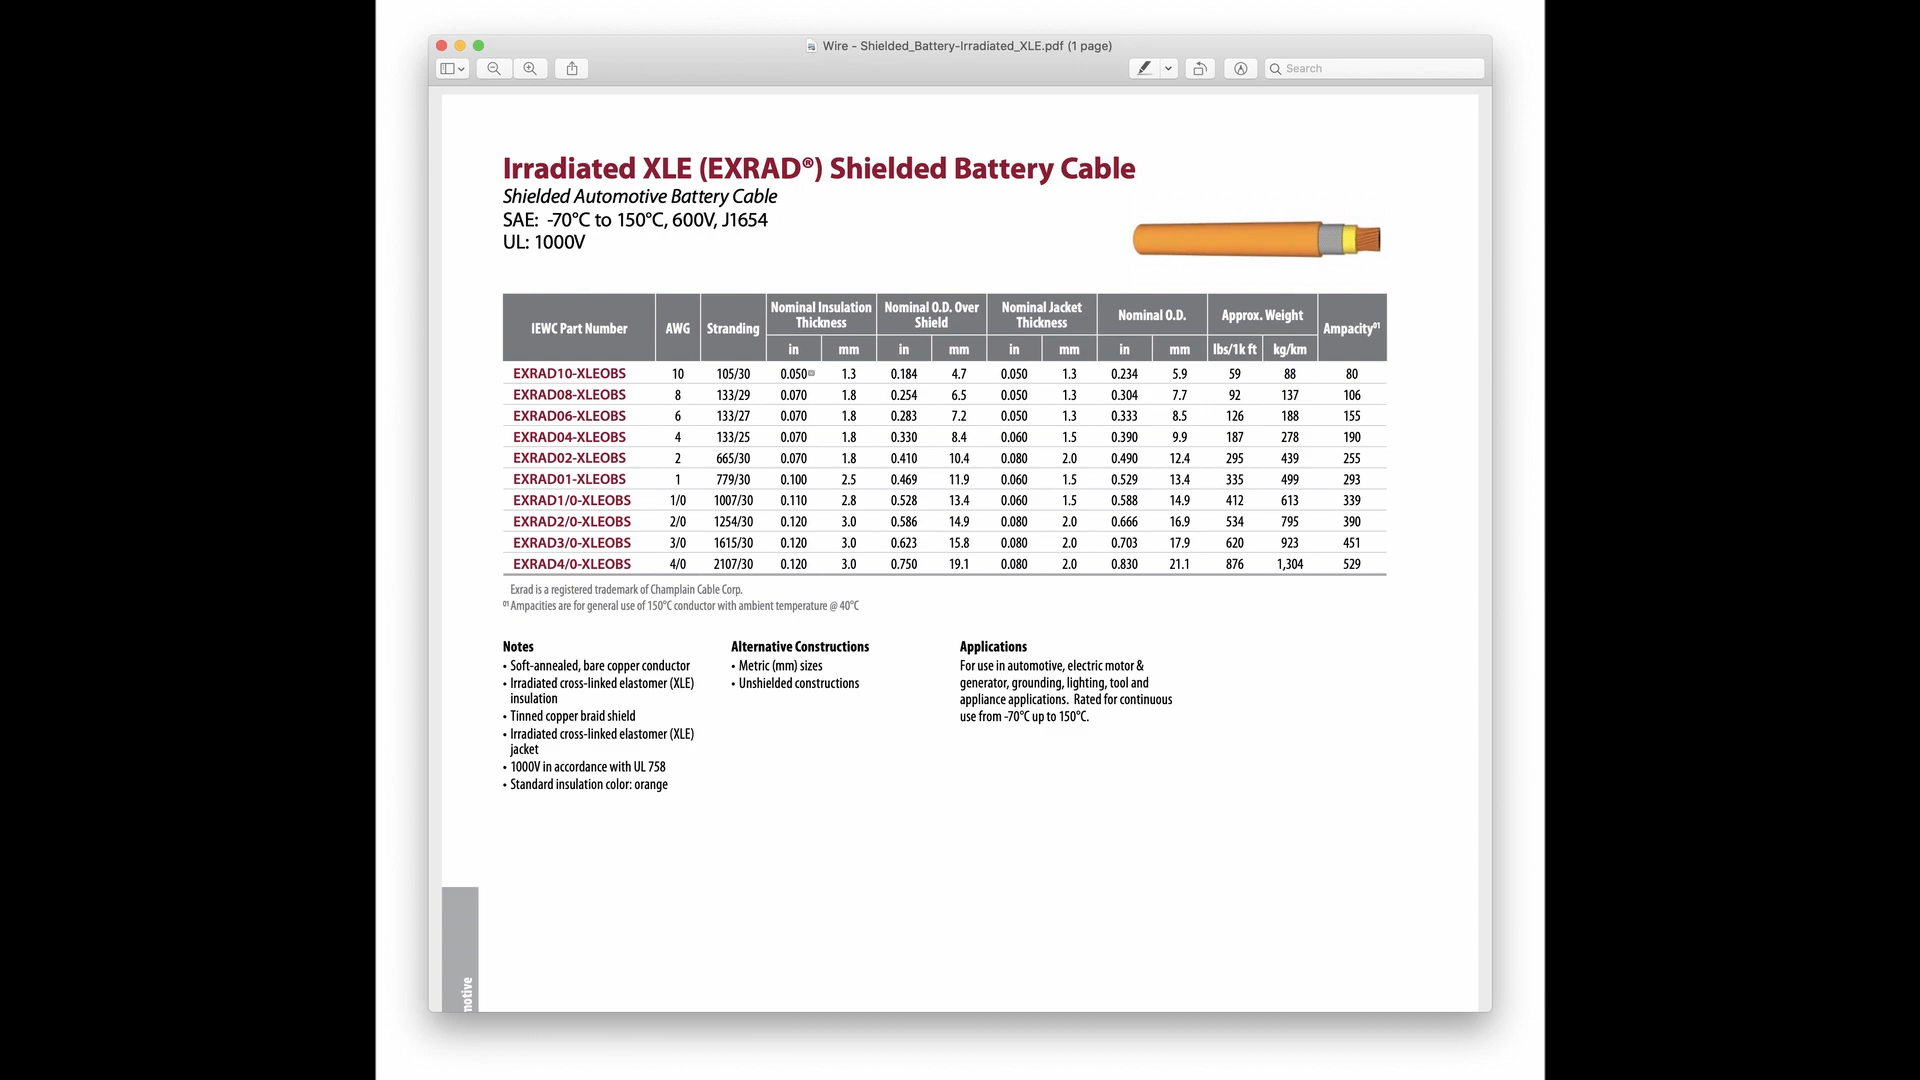 Wire - Shielded_Battery-Irradiated_XLE.pdf (1 page)
Search
Irradiated XLE (EXRAD®) Shielded Battery Cable
Shielded Automotive Battery Cable
SAE: -70°C to 150°C, 600V, J1654
UL: 1000V
IEWC Part Number AWG Stranding Nominal Insulation Thickness Nominal O.D. Over Shield Nominal Jacket Thickness Nominal O.D. Approx. Weight Ampacity⁰¹
in mm in mm in mm in mm lbs/1k ft kg/km
EXRAD10-XLEOBS 10 105/30 0.050 1.3 0.184 4.7 0.050 1.3 0.234 5.9 59 88 80
EXRAD08-XLEOBS 8 133/29 0.070 1.8 0.254 6.5 0.050 1.3 0.304 7.7 92 137 106
EXRAD06-XLEOBS 6 133/27 0.070 1.8 0.283 7.2 0.050 1.3 0.333 8.5 126 188 155
EXRAD04-XLEOBS 4 133/25 0.070 1.8 0.330 8.4 0.060 1.5 0.390 9.9 187 278 190
EXRAD02-XLEOBS 2 665/30 0.070 1.8 0.410 10.4 0.080 2.0 0.490 12.4 295 439 255
EXRAD01-XLEOBS 1 779/30 0.100 2.5 0.469 11.9 0.060 1.5 0.529 13.4 335 499 293
EXRAD1/0-XLEOBS 1/0 1007/30 0.110 2.8 0.528 13.4 0.060 1.5 0.588 14.9 412 613 339
EXRAD2/0-XLEOBS 2/0 1254/30 0.120 3.0 0.586 14.9 0.080 2.0 0.666 16.9 534 795 390
EXRAD3/0-XLEOBS 3/0 1615/30 0.120 3.0 0.623 15.8 0.080 2.0 0.703 17.9 620 923 451
EXRAD4/0-XLEOBS 4/0 2107/30 0.120 3.0 0.750 19.1 0.080 2.0 0.830 21.1 876 1,304 529
Exrad is a registered trademark of Champlain Cable Corp.
⁰¹ Ampacities are for general use of 150°C conductor with ambient temperature @ 40°C
Notes
• Soft-annealed, bare copper conductor
• Irradiated cross-linked elastomer (XLE)
insulation
• Tinned copper braid shield
• Irradiated cross-linked elastomer (XLE)
jacket
• 1000V in accordance with UL 758
• Standard insulation color: orange
Alternative Constructions
• Metric (mm) sizes
• Unshielded constructions
Applications
For use in automotive, electric motor &
generator, grounding, lighting, tool and
appliance applications. Rated for continuous
use from -70°C up to 150°C.
motive